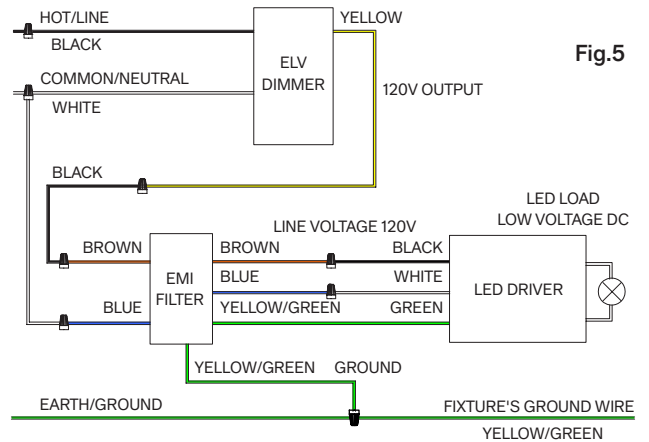 HOT/LINE
BLACK
YELLOW
ELV
DIMMER
Fig.5
COMMON/NEUTRAL
WHITE
120V OUTPUT
BLACK
LED LOAD
LOW VOLTAGE DC
LINE VOLTAGE 120V
BROWN
EMI
FILTER
BROWN
BLACK
BLUE
WHITE
LED DRIVER
BLUE
YELLOW/GREEN
GREEN
YELLOW/GREEN GROUND
EARTH/GROUND
FIXTURE'S GROUND WIRE
YELLOW/GREEN